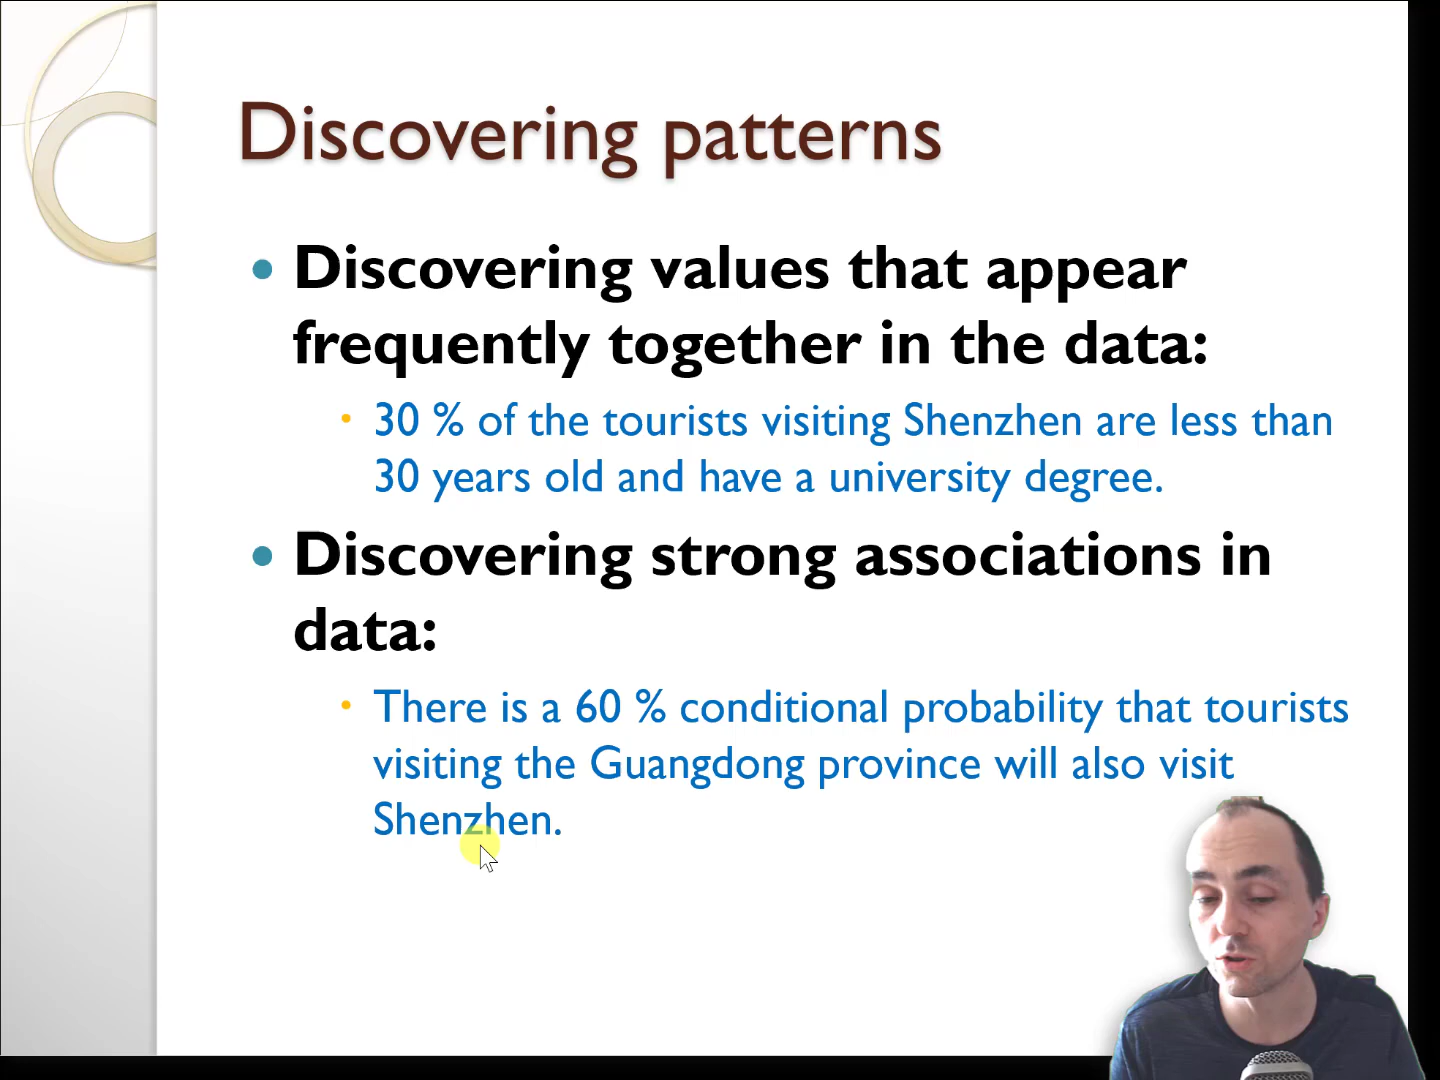 Discovering patterns
• Discovering values that appear
frequently together in the data:
• 30 % of the tourists visiting Shenzhen are less than
30 years old and have a university degree.
• Discovering strong associations in
data:
• There is a 60 % conditional probability that tourists
visiting the Guangdong province will also visit
Shenzhen.